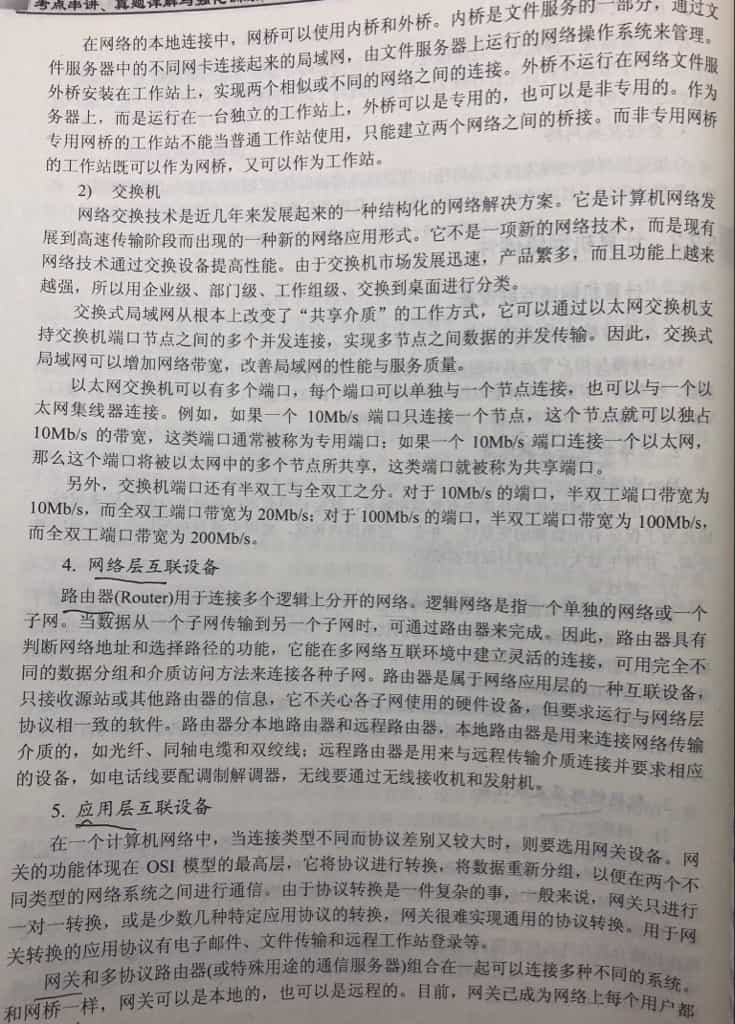 考点串讲、真题详解与强化训练
在网络的本地连接中，网桥可以使用内桥和外桥。内桥是文件服务的一部分，通过文
件服务器中的不同网卡连接起来的局域网，由文件服务器上运行的网络操作系统来管理。
外桥安装在工作站上，实现两个相似或不同的网络之间的连接。外桥不运行在网络文件服
务器上，而是运行在一台独立的工作站上，外桥可以是专用的，也可以是非专用的。作为
专用网桥的工作站不能当普通工作站使用，只能建立两个网络之间的桥接。而非专用网桥
的工作站既可以作为网桥，又可以作为工作站。
2) 交换机
网络交换技术是近几年来发展起来的一种结构化的网络解决方案。它是计算机网络发
展到高速传输阶段而出现的一种新的网络应用形式。它不是一项新的网络技术，而是现有
网络技术通过交换设备提高性能。由于交换机市场发展迅速，产品繁多，而且功能上越来
越强，所以用企业级、部门级、工作组级、交换到桌面进行分类。
交换式局域网从根本上改变了“共享介质”的工作方式，它可以通过以太网交换机支
持交换机端口节点之间的多个并发连接，实现多节点之间数据的并发传输。因此，交换式
局域网可以增加网络带宽，改善局域网的性能与服务质量。
以太网交换机可以有多个端口，每个端口可以单独与一个节点连接，也可以与一个以
太网集线器连接。例如，如果一个 10Mb/s 端口只连接一个节点，这个节点就可以独占
10Mb/s 的带宽，这类端口通常被称为专用端口；如果一个 10Mb/s 端口连接一个以太网，
那么这个端口将被以太网中的多个节点所共享，这类端口就被称为共享端口。
另外，交换机端口还有半双工与全双工之分。对于 10Mb/s 的端口，半双工端口带宽为
10Mb/s，而全双工端口带宽为 20Mb/s；对于 100Mb/s 的端口，半双工端口带宽为 100Mb/s，
而全双工端口带宽为 200Mb/s。
4. 网络层互联设备
路由器(Router)用于连接多个逻辑上分开的网络。逻辑网络是指一个单独的网络或一个
子网。当数据从一个子网传输到另一个子网时，可通过路由器来完成。因此，路由器具有
判断网络地址和选择路径的功能，它能在多网络互联环境中建立灵活的连接，可用完全不
同的数据分组和介质访问方法来连接各种子网。路由器是属于网络应用层的一种互联设备，
只接收源站或其他路由器的信息，它不关心各子网使用的硬件设备，但要求运行与网络层
协议相一致的软件。路由器分本地路由器和远程路由器，本地路由器是用来连接网络传输
介质的，如光纤、同轴电缆和双绞线；远程路由器是用来与远程传输介质连接并要求相应
的设备，如电话线要配调制解调器，无线要通过无线接收机和发射机。
5. 应用层互联设备
在一个计算机网络中，当连接类型不同而协议差别又较大时，则要选用网关设备。网
关的功能体现在 OSI 模型的最高层，它将协议进行转换，将数据重新分组，以便在两个不
同类型的网络系统之间进行通信。由于协议转换是一件复杂的事，一般来说，网关只进行
一对一转换，或是少数几种特定应用协议的转换，网关很难实现通用的协议转换。用于网
关转换的应用协议有电子邮件、文件传输和远程工作站登录等。
网关和多协议路由器(或特殊用途的通信服务器)组合在一起可以连接多种不同的系统。
和网桥一样，网关可以是本地的，也可以是远程的。目前，网关已成为网络上每个用户都